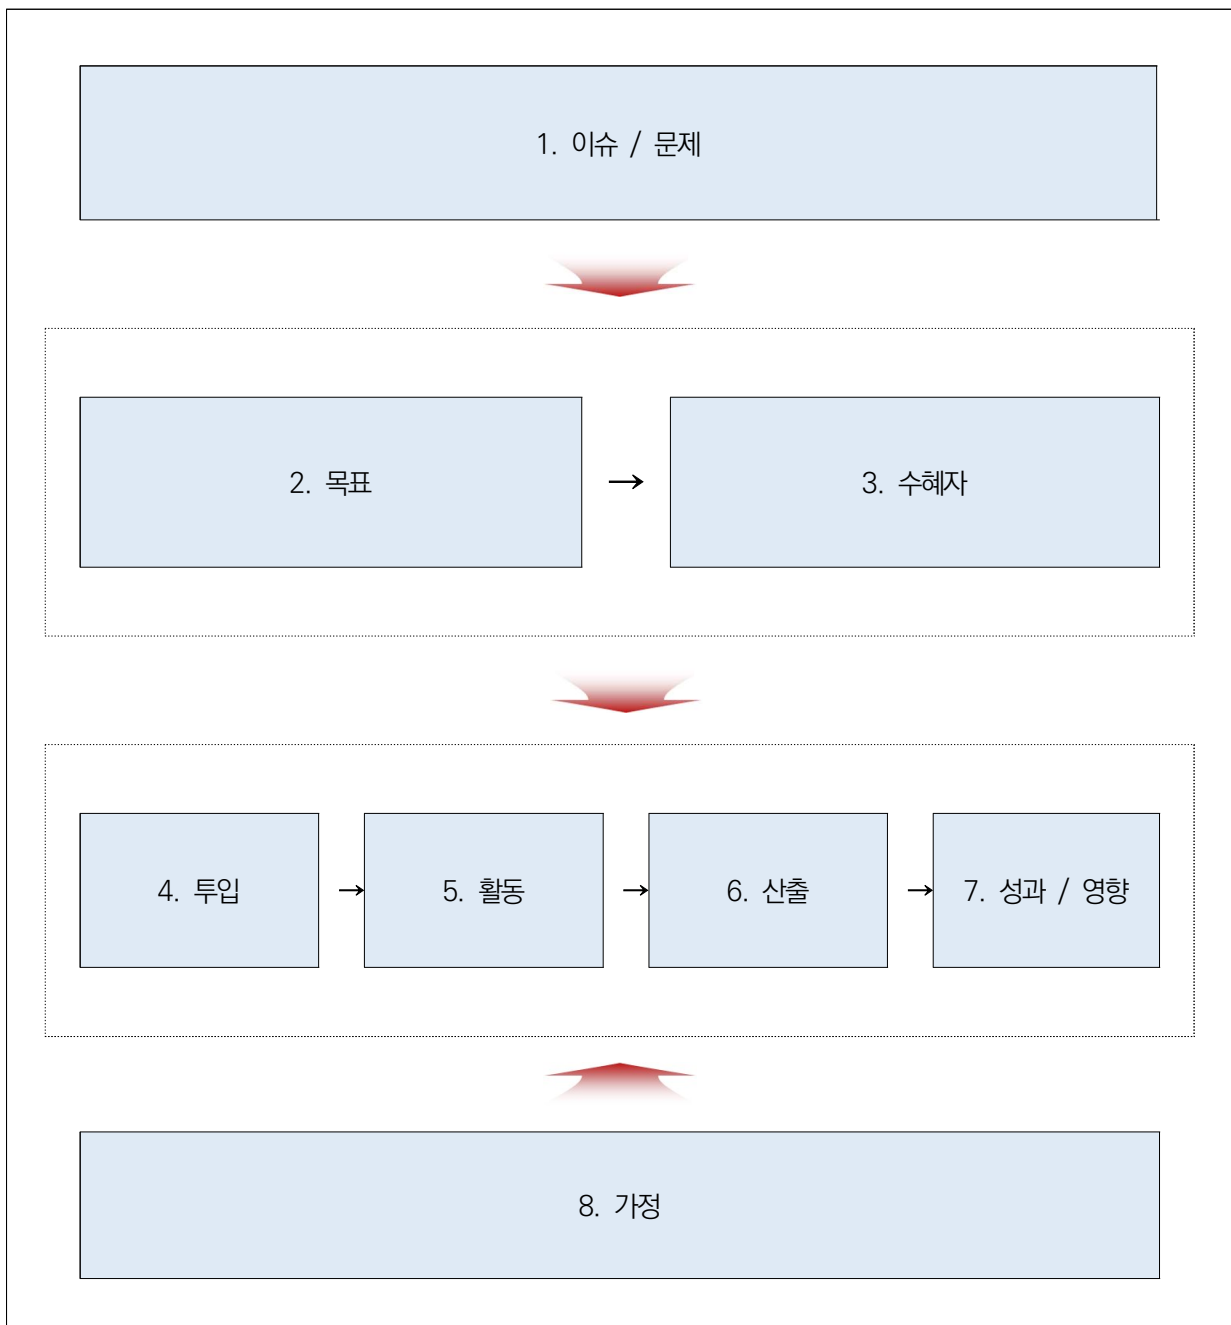 1. 이슈 / 문제
2. 목표
→
3. 수혜자
4. 투입
→
5. 활동
→
6. 산출
→
7. 성과 / 영향
8. 가정